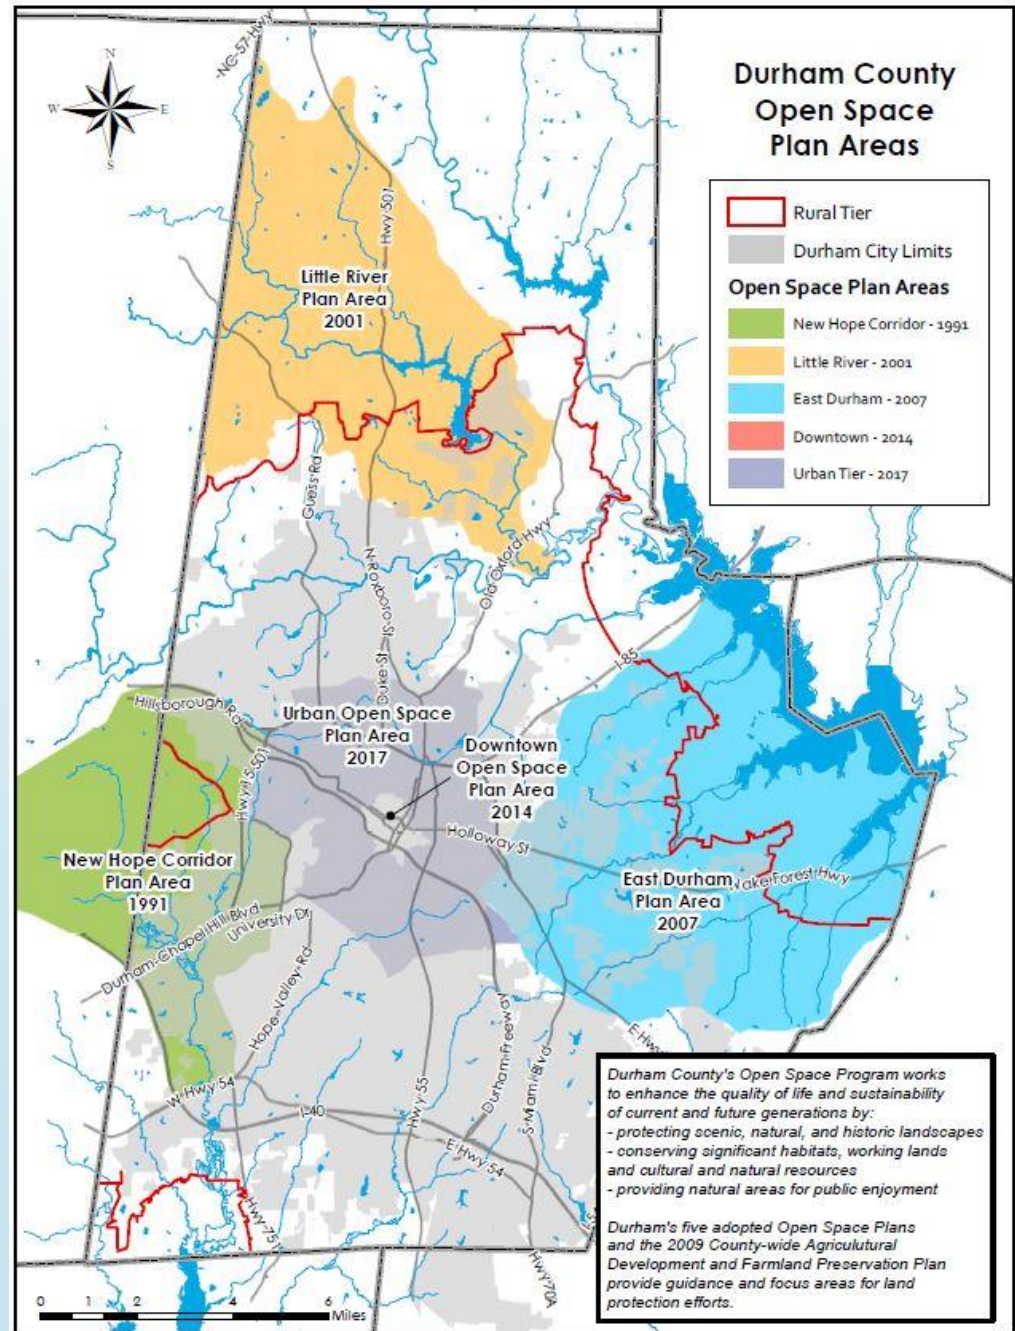 Durham County
Open Space
Plan Areas
Rural Tier
Durham City Limits
Open Space Plan Areas
New Hope Corridor - 1991
Little River - 2001
East Durham - 2007
Downtown - 2014
Urban Tier - 2017
N
W
E
S
NC-57-Hwy
Hwy-501
Little River
Plan Area
2001
Guess-Rd
N-Roxboro-St
Duke-St
Old-Oxford-Hwy
I-85
Hillsborough-Rd
Urban Open Space
Plan Area
2017
Downtown
Open Space
Plan Area
2014
Hwy-15-501
Holloway-St
New Hope Corridor
Plan Area
1991
East Durham
Plan Area
2007
Wake-Forest-Hwy
Durham-Chapel-Hill-Blvd
University-Dr
Hope-Valley-Rd
W-Hwy-54
I-40
Hwy-55
Durham-Freeway
S-Miami-Blvd
E-Hwy-54
Hwy-751
Hwy-70A
0 1 2 4 6
Miles
Durham County's Open Space Program works
to enhance the quality of life and sustainability
of current and future generations by:
- protecting scenic, natural, and historic landscapes
- conserving significant habitats, working lands
and cultural and natural resources
- providing natural areas for public enjoyment
Durham's five adopted Open Space Plans
and the 2009 County-wide Agriculutural
Development and Farmland Preservation Plan
provide guidance and focus areas for land
protection efforts.